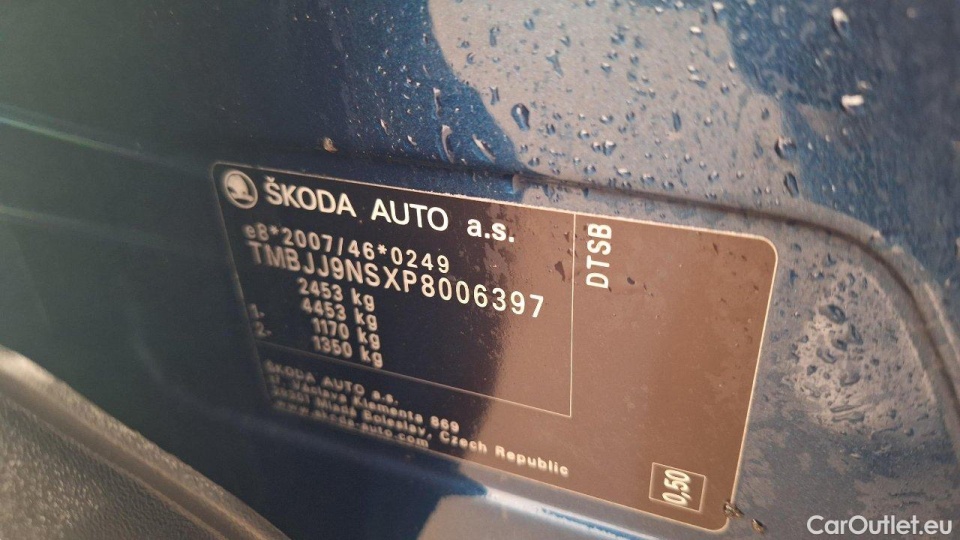 ŠKODA AUTO a.s.
e8*2007/46*0249
TMBJJ9NSXP8006397
2453 kg
4453 kg
1. 1170 kg
2. 1350 kg
DTSB
ŠKODA AUTO a.s.
Václava Klementa 869
Mladá Boleslav, Czech Republic
www.skoda-auto.com
0,50
CarOutlet.eu